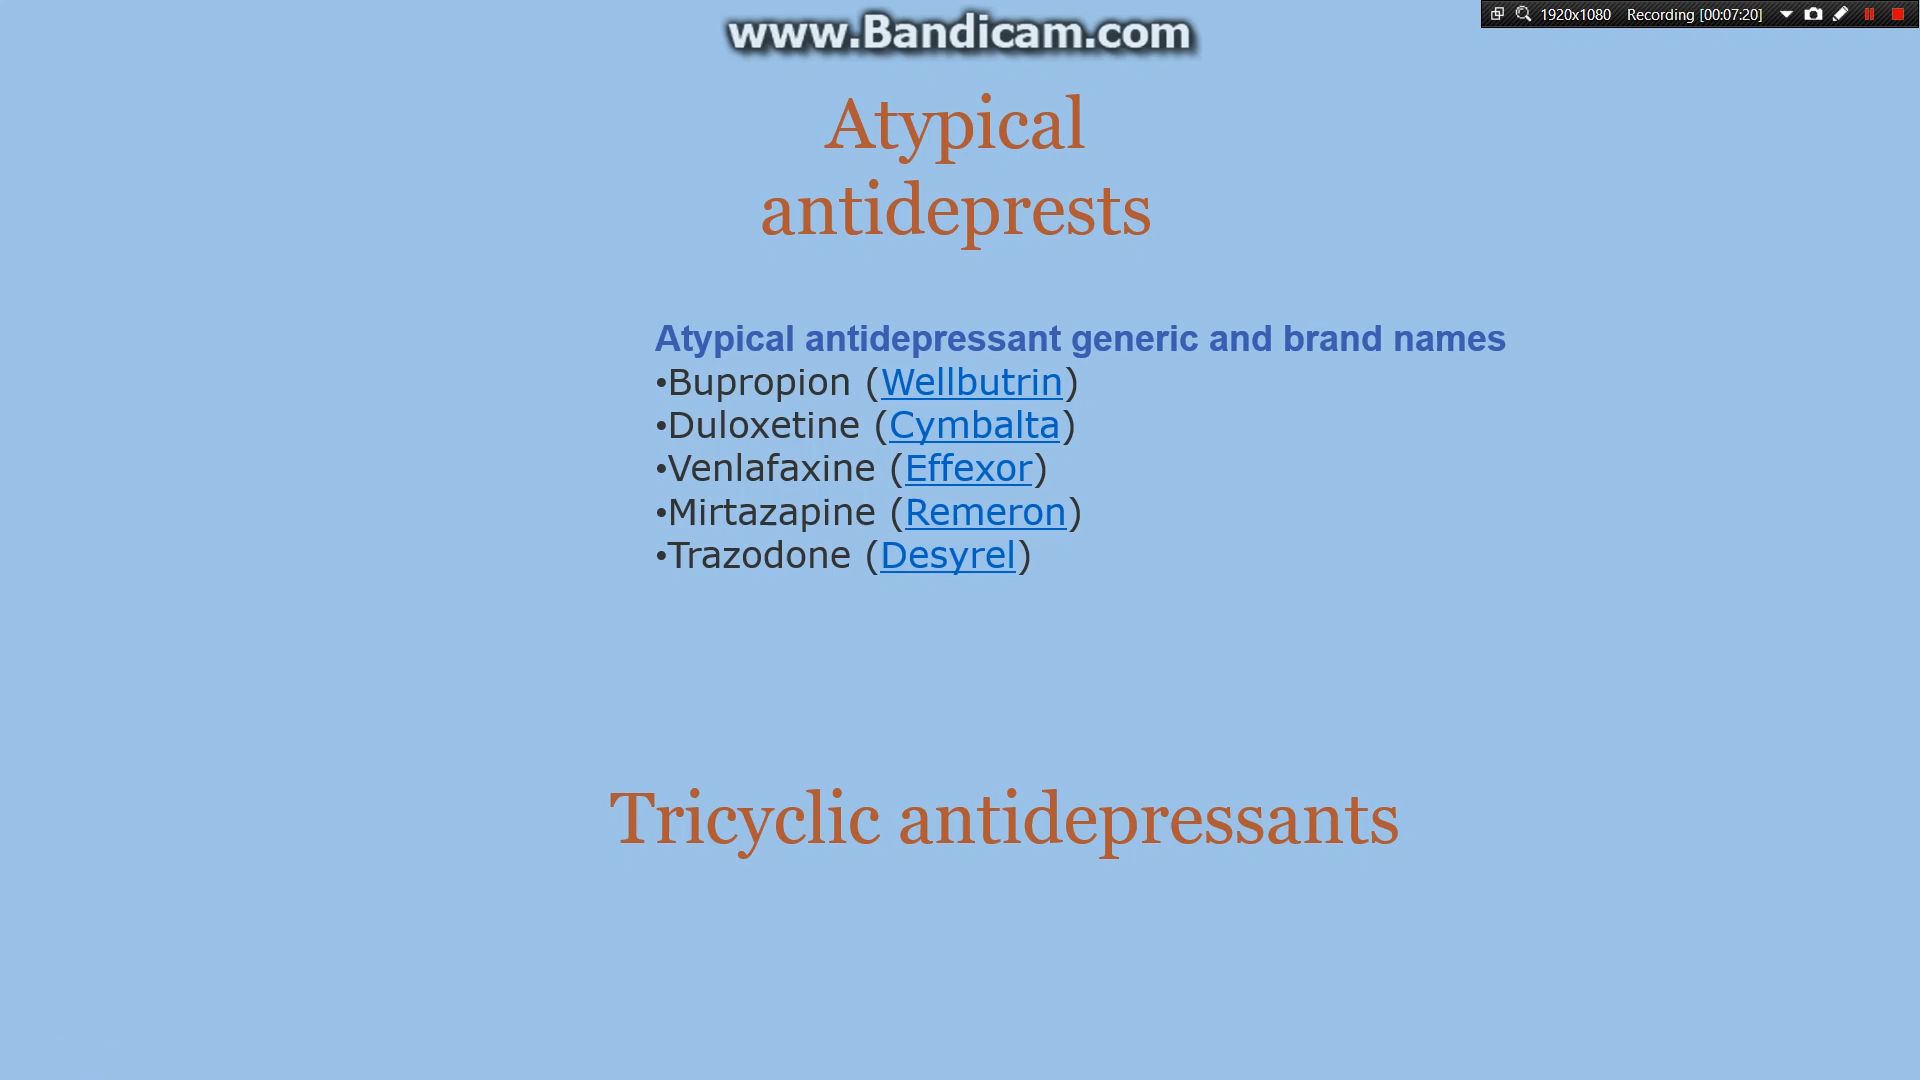 www.Bandicam.com
1920x1080 Recording [00:07:20]
Atypical
antideprests
Atypical antidepressant generic and brand names
•Bupropion (Wellbutrin)
•Duloxetine (Cymbalta)
•Venlafaxine (Effexor)
•Mirtazapine (Remeron)
•Trazodone (Desyrel)
Tricyclic antidepressants